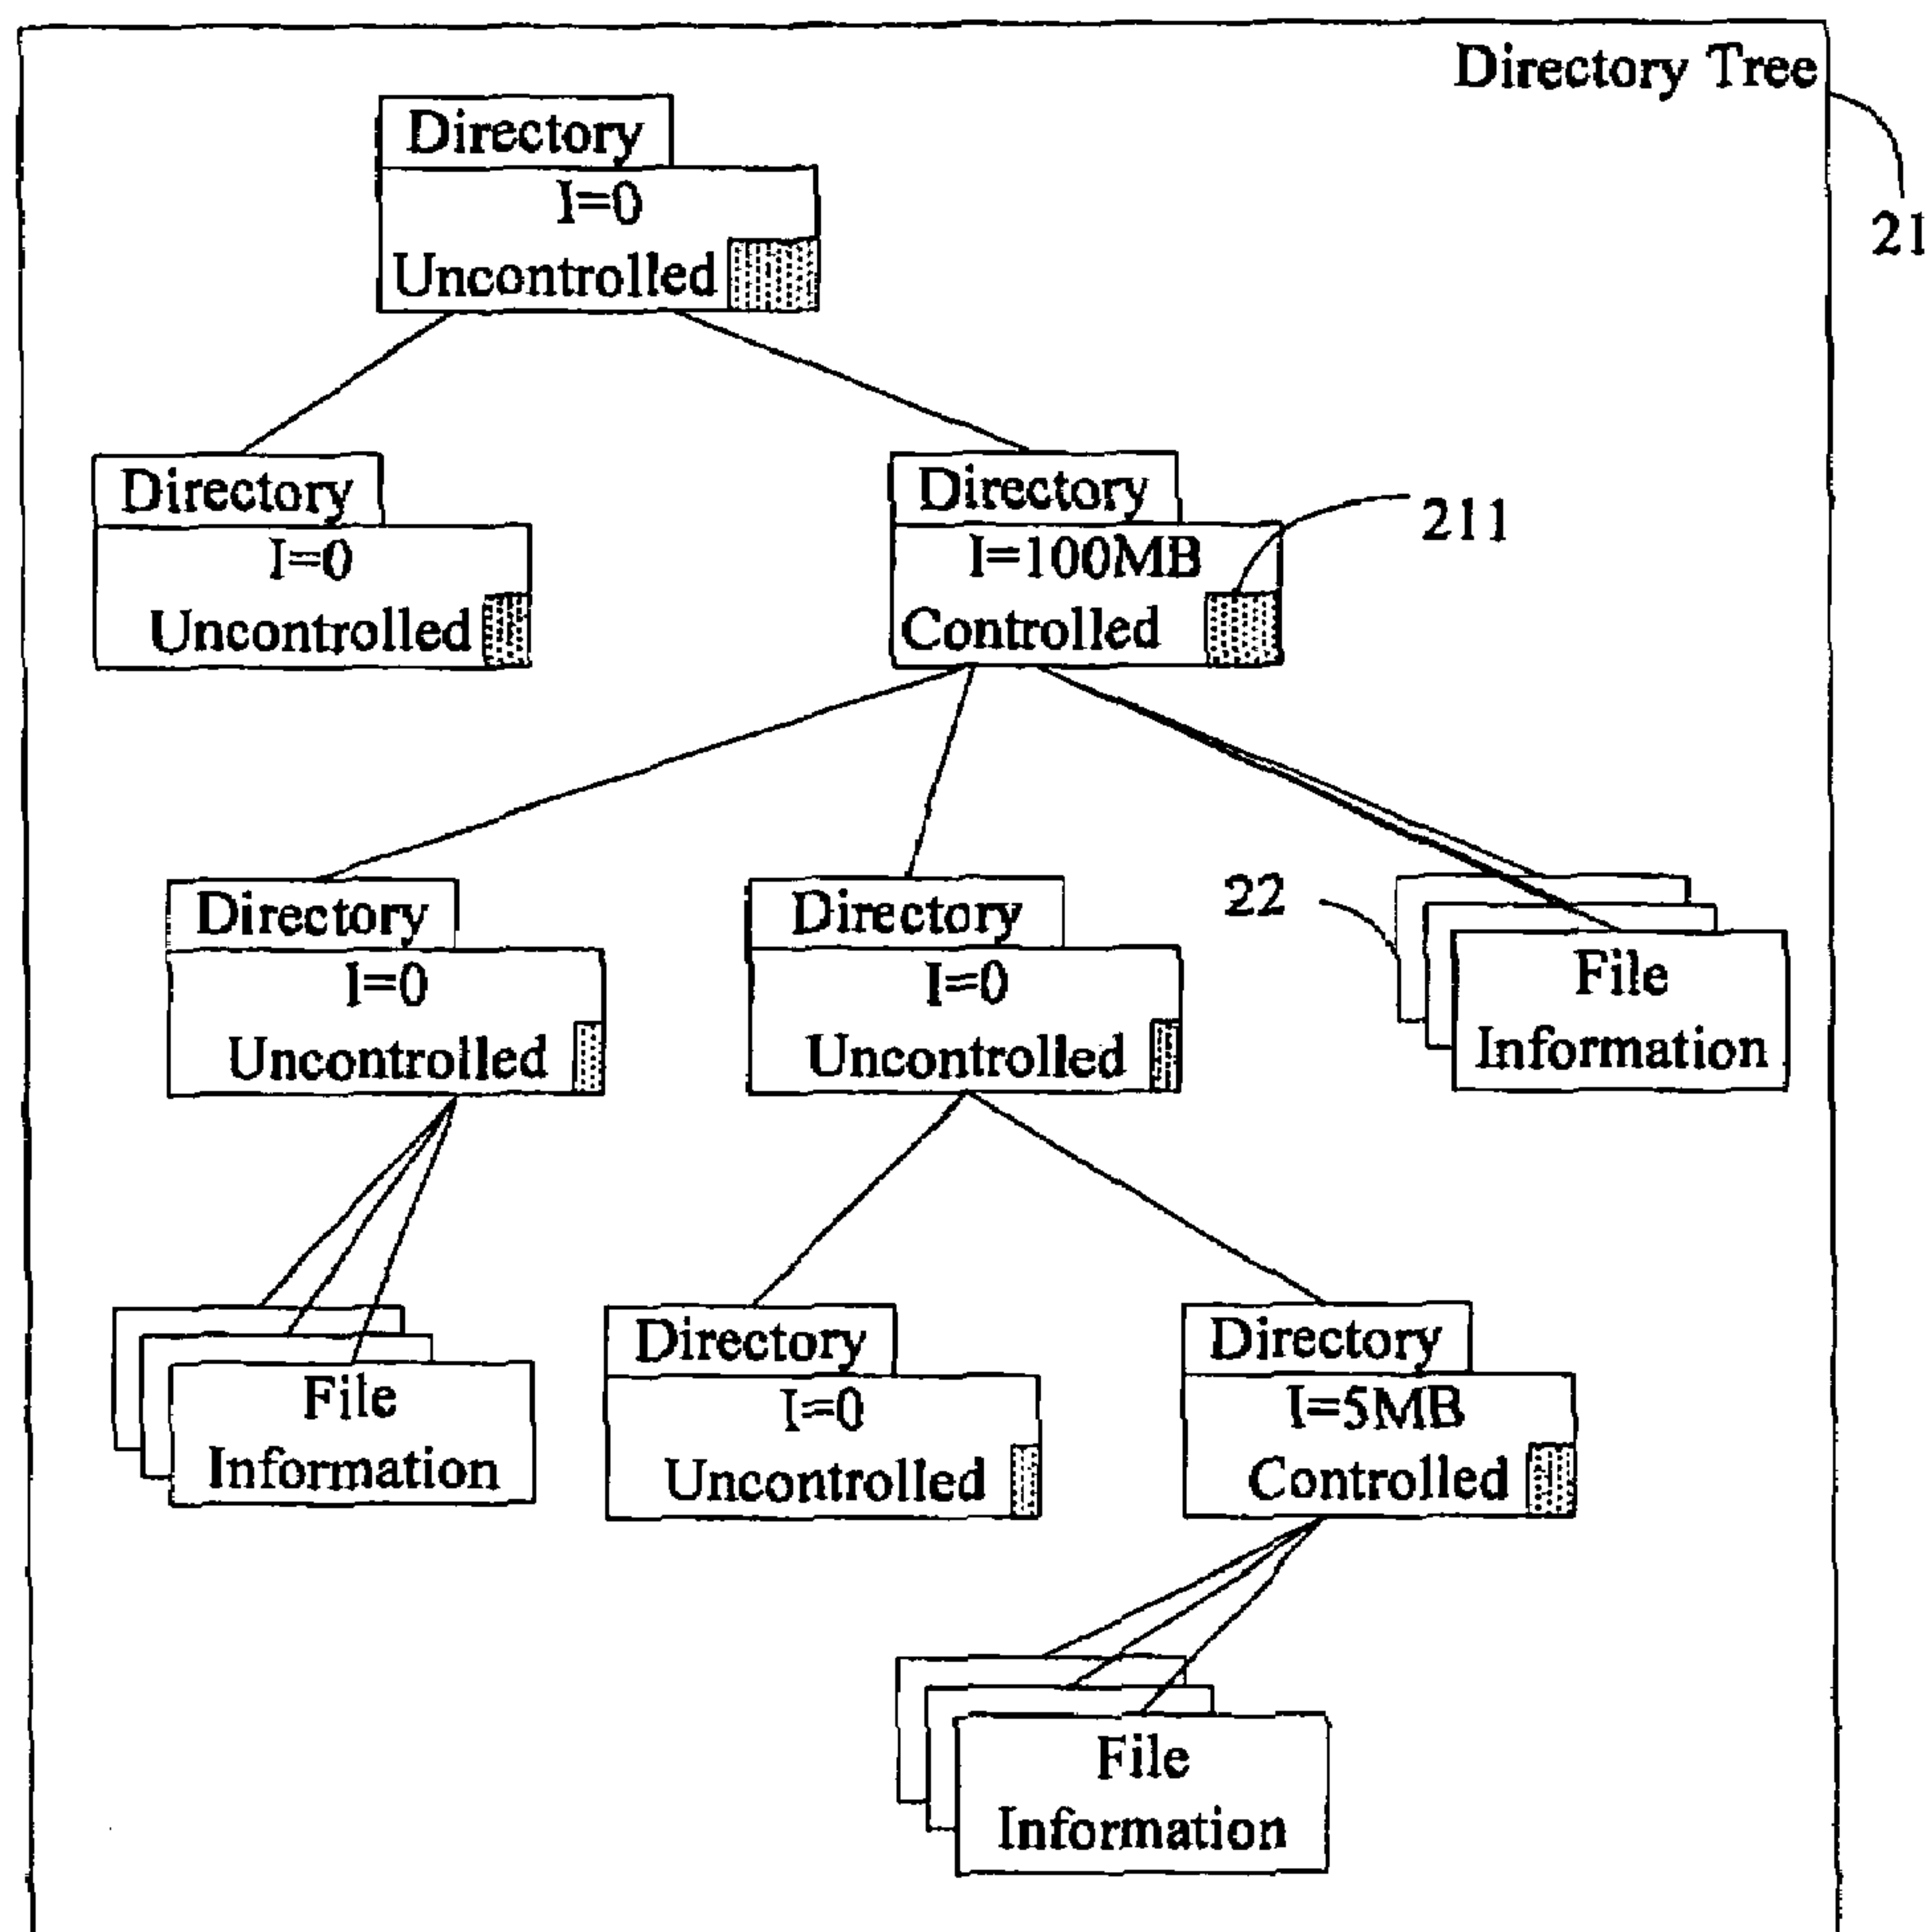 Directory Tree
21
Directory
I=0
Uncontrolled
Directory
I=0
Uncontrolled
Directory
I=100MB
Controlled
211
Directory
I=0
Uncontrolled
Directory
I=0
Uncontrolled
22
File
Information
File
Information
Directory
I=0
Uncontrolled
Directory
I=5MB
Controlled
File
Information